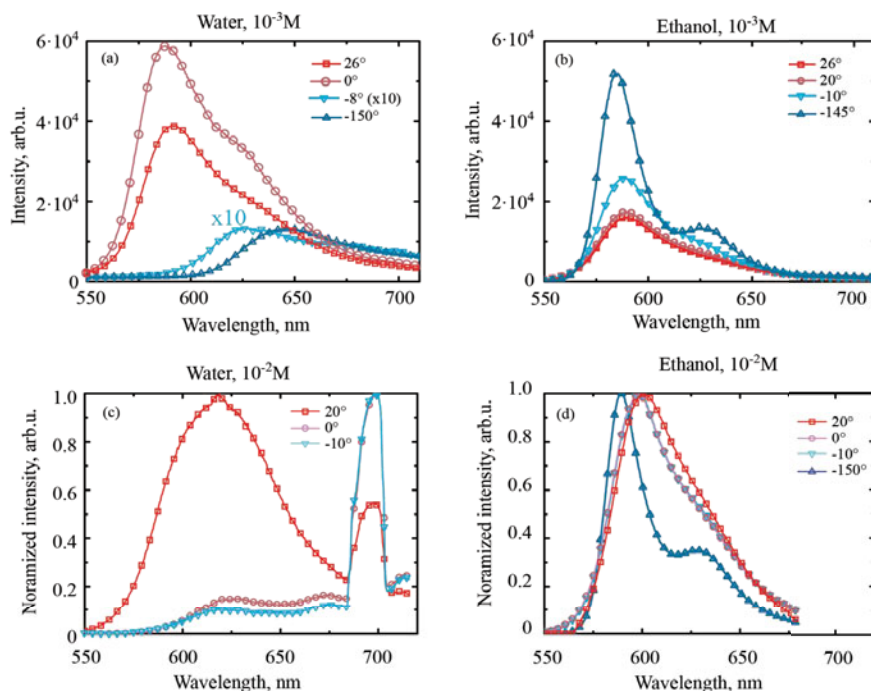 Water, 10-3M
(a)
26°
0°
-8° (x10)
-150°
x10
6·10⁴
4·10⁴
2·10⁴
0
Intensity, arb.u.
550 600 650 700
Wavelength, nm
Ethanol, 10-3M
(b)
26°
20°
-10°
-145°
6·10⁴
4·10⁴
2·10⁴
0
Intensity, arb.u.
550 600 650 700
Wavelength, nm
Water, 10-2M
(c)
20°
0°
-10°
1.0
0.8
0.6
0.4
0.2
0
Noramized intensity, arb.u.
550 600 650 700
Wavelength, nm
Ethanol, 10-2M
(d)
20°
0°
-10°
-150°
1.0
0.8
0.6
0.4
0.2
0
Noramized intensity, arb.u.
550 600 650 700
Wavelength, nm